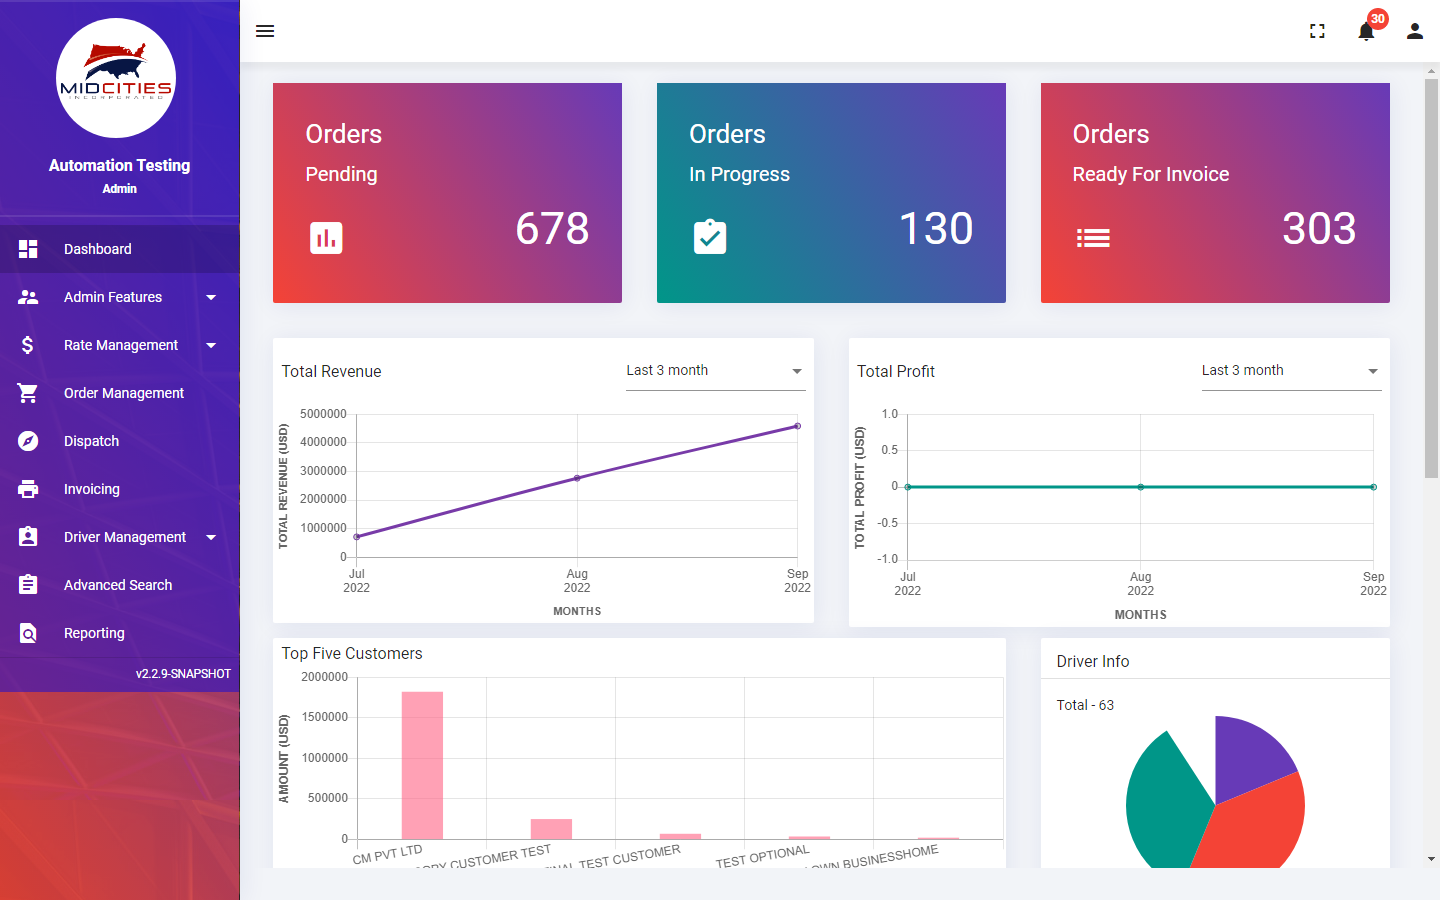 MIDCITIES
INCORPORATED
Automation Testing
Admin
Dashboard
Admin Features
Rate Management
Order Management
Dispatch
Invoicing
Driver Management
Advanced Search
Reporting
v2.2.9-SNAPSHOT
30
Orders
Pending
678
Orders
In Progress
130
Orders
Ready For Invoice
303
Total Revenue
Last 3 month
TOTAL REVENUE (USD)
5000000
4000000
3000000
2000000
1000000
0
Jul
2022
Aug
2022
Sep
2022
MONTHS
Total Profit
Last 3 month
TOTAL PROFIT (USD)
1.0
0.5
0
-0.5
-1.0
Jul
2022
Aug
2022
Sep
2022
MONTHS
Top Five Customers
AMOUNT (USD)
2000000
1500000
1000000
500000
0
CM PVT LTD
CUSTOMER TEST
TEST CUSTOMER
TEST OPTIONAL
BUSINESSHOME
Driver Info
Total - 63